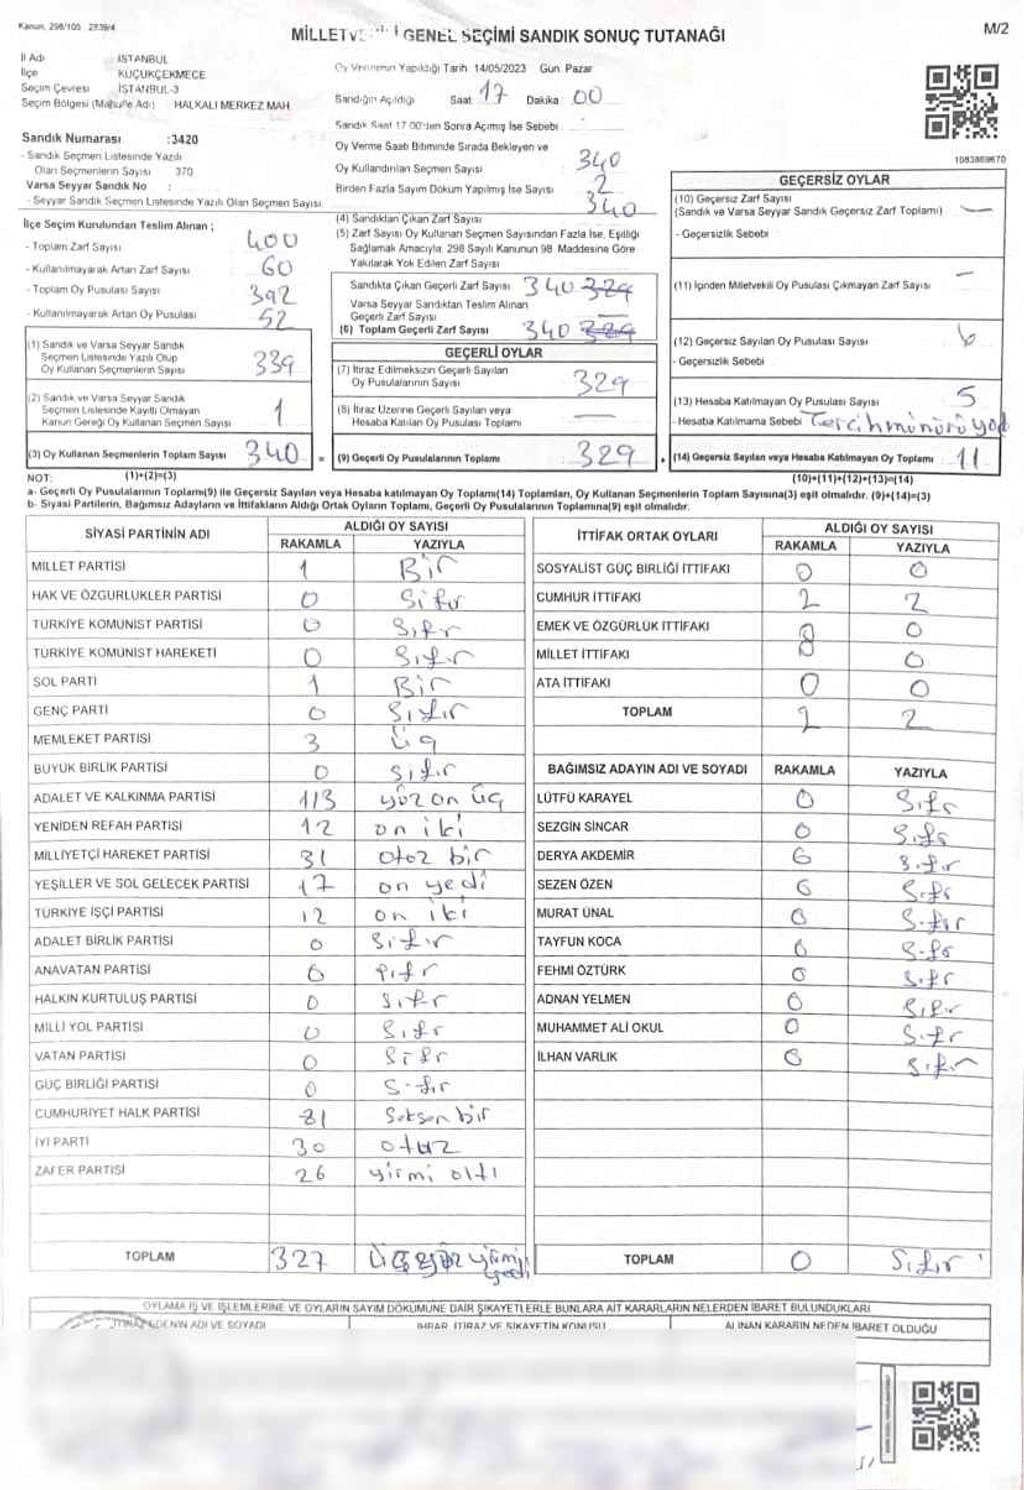 Kanun, 298/105 2839/4
MİLLETVE GENEL SEÇİMİ SANDIK SONUÇ TUTANAĞI
M/2
İl Adı : İSTANBUL
İlçe KÜÇÜKÇEKMECE
Seçim Çevresi İSTANBUL-3
Seçim Bölgesi (Mahalle Adı) HALKALI MERKEZ MAH.
Sandık Numarası :3420
- Sandık Seçmen Listesinde Yazılı
Olan Seçmenlerin Sayısı 370
Varsa Seyyar Sandık No :
- Seyyar Sandık Seçmen Listesinde Yazılı Olan Seçmen Sayısı
İlçe Seçim Kurulundan Teslim Alınan ;
- Toplam Zarf Sayısı 400
- Kullanılmayarak Artan Zarf Sayısı 60
- Toplam Oy Pusulası Sayısı 392
- Kullanılmayarak Artan Oy Pusulası 52
(1) Sandık ve Varsa Seyyar Sandık
Seçmen Listesinde Yazılı Olup
Oy Kullanan Seçmenlerin Sayısı 339
(2) Sandık ve Varsa Seyyar Sandık
Seçmen Listesinde Kayıtlı Olmayan
Kanun Gereği Oy Kullanan Seçmen Sayısı 1
(3) Oy Kullanan Seçmenlerin Toplam Sayısı 340 =
Oy Vermenin Yapıldığı Tarih 14/05/2023 Gün. Pazar
Sandığın Açıldığı Saat 17 Dakika : 00
Sandık Saat 17:00'den Sonra Açılmış İse Sebebi :
Oy Verme Saati Bitiminde Sırada Bekleyen ve
Oy Kullandırılan Seçmen Sayısı 340
Birden Fazla Sayım Döküm Yapılmış İse Sayısı 2
(4) Sandıktan Çıkan Zarf Sayısı 340
(5) Zarf Sayısı Oy Kullanan Seçmen Sayısından Fazla İse, Eşitliği
Sağlamak Amacıyla, 298 Sayılı Kanunun 98. Maddesine Göre
Yakılarak Yok Edilen Zarf Sayısı
Sandıkta Çıkan Geçerli Zarf Sayısı 340 329
Varsa Seyyar Sandıktan Teslim Alınan
Geçerli Zarf Sayısı —
(6) Toplam Geçerli Zarf Sayısı 340 329
GEÇERLİ OYLAR
(7) İtiraz Edilmeksizin Geçerli Sayılan
Oy Pusulalarının Sayısı 329
(8) İtiraz Üzerine Geçerli Sayılan veya
Hesaba Katılan Oy Pusulası Toplamı —
(9) Geçerli Oy Pusulalarının Toplamı 329 +
1083869670
GEÇERSİZ OYLAR
(10) Geçersiz Zarf Sayısı
(Sandık ve Varsa Seyyar Sandık Geçersiz Zarf Toplamı) —
- Geçersizlik Sebebi
(11) İçinden Milletvekili Oy Pusulası Çıkmayan Zarf Sayısı —
(12) Geçersiz Sayılan Oy Pusulası Sayısı 6
- Geçersizlik Sebebi
(13) Hesaba Katılmayan Oy Pusulası Sayısı 5
- Hesaba Katılmama Sebebi
(14) Geçersiz Sayılan veya Hesaba Katılmayan Oy Toplamı 11
NOT: (1)+(2)=(3) (10)+(11)+(12)+(13)=(14)
a- Geçerli Oy Pusulalarının Toplamı(9) ile Geçersiz Sayılan veya Hesaba katılmayan Oy Toplamı(14) Toplamları, Oy Kullanan Seçmenlerin Toplam Sayısına(3) eşit olmalıdır. (9)+(14)=(3)
b- Siyasi Partilerin, Bağımsız Adayların ve İttifakların Aldığı Ortak Oyların Toplamı, Geçerli Oy Pusulalarının Toplamına(9) eşit olmalıdır.
SİYASİ PARTİNİN ADI ALDIĞI OY SAYISI
RAKAMLA YAZIYLA
MİLLET PARTİSİ 1 Bir
HAK VE ÖZGÜRLÜKLER PARTİSİ 0 Sıfır
TÜRKİYE KOMÜNİST PARTİSİ 0 Sıfr
TÜRKİYE KOMÜNİST HAREKETİ 0 Sıfır
SOL PARTİ 1 Bir
GENÇ PARTİ 0 Sıfır
MEMLEKET PARTİSİ 3 Üç
BÜYÜK BİRLİK PARTİSİ 0 Sıfır
ADALET VE KALKINMA PARTİSİ 113 yüz on üç
YENİDEN REFAH PARTİSİ 12 on iki
MİLLİYETÇİ HAREKET PARTİSİ 31 otuz bir
YEŞİLLER VE SOL GELECEK PARTİSİ 17 on yedi
TÜRKİYE İŞÇİ PARTİSİ 12 on iki
ADALET BİRLİK PARTİSİ 0 Sıfır
ANAVATAN PARTİSİ 0 Sıfr
HALKIN KURTULUŞ PARTİSİ 0 Sıfr
MİLLİ YOL PARTİSİ 0 Sıfr
VATAN PARTİSİ 0 Sıfr
GÜÇ BİRLİĞİ PARTİSİ 0 Sıfır
CUMHURİYET HALK PARTİSİ 81 Seksen bir
İYİ PARTİ 30 otuz
ZAFER PARTİSİ 26 yirmi altı
TOPLAM 327 üçyüz yirmi yedi
İTTİFAK ORTAK OYLARI ALDIĞI OY SAYISI
RAKAMLA YAZIYLA
SOSYALİST GÜÇ BİRLİĞİ İTTİFAKI 0 0
CUMHUR İTTİFAKI 2 2
EMEK VE ÖZGÜRLÜK İTTİFAKI 0 0
MİLLET İTTİFAKI 0 0
ATA İTTİFAKI 0 0
TOPLAM 2 2
BAĞIMSIZ ADAYIN ADI VE SOYADI RAKAMLA YAZIYLA
LÜTFÜ KARAYEL 0 Sıfr
SEZGİN SİNCAR 0 Sıfr
DERYA AKDEMİR 0 Sıfır
SEZEN ÖZEN 0 Sıfr
MURAT ÜNAL 0 Sıfır
TAYFUN KOCA 0 Sıfr
FEHMİ ÖZTÜRK 0 Sıfr
ADNAN YELMEN 0 Sıfr
MUHAMMET ALİ OKUL 0 Sıfr
İLHAN VARLIK 0 Sıfır
TOPLAM 0 Sıfır
OYLAMA İŞ VE İŞLEMLERİNE VE OYLARIN SAYIM DÖKÜMÜNE DAİR ŞİKAYETLERLE BUNLARA AİT KARARLARIN NELERDEN İBARET BULUNDUKLARI
İTİRAZ EDENİN ADI VE SOYADI İHBAR, İTİRAZ VE ŞİKAYETİN KONUSU ALINAN KARARIN NEDEN İBARET OLDUĞU